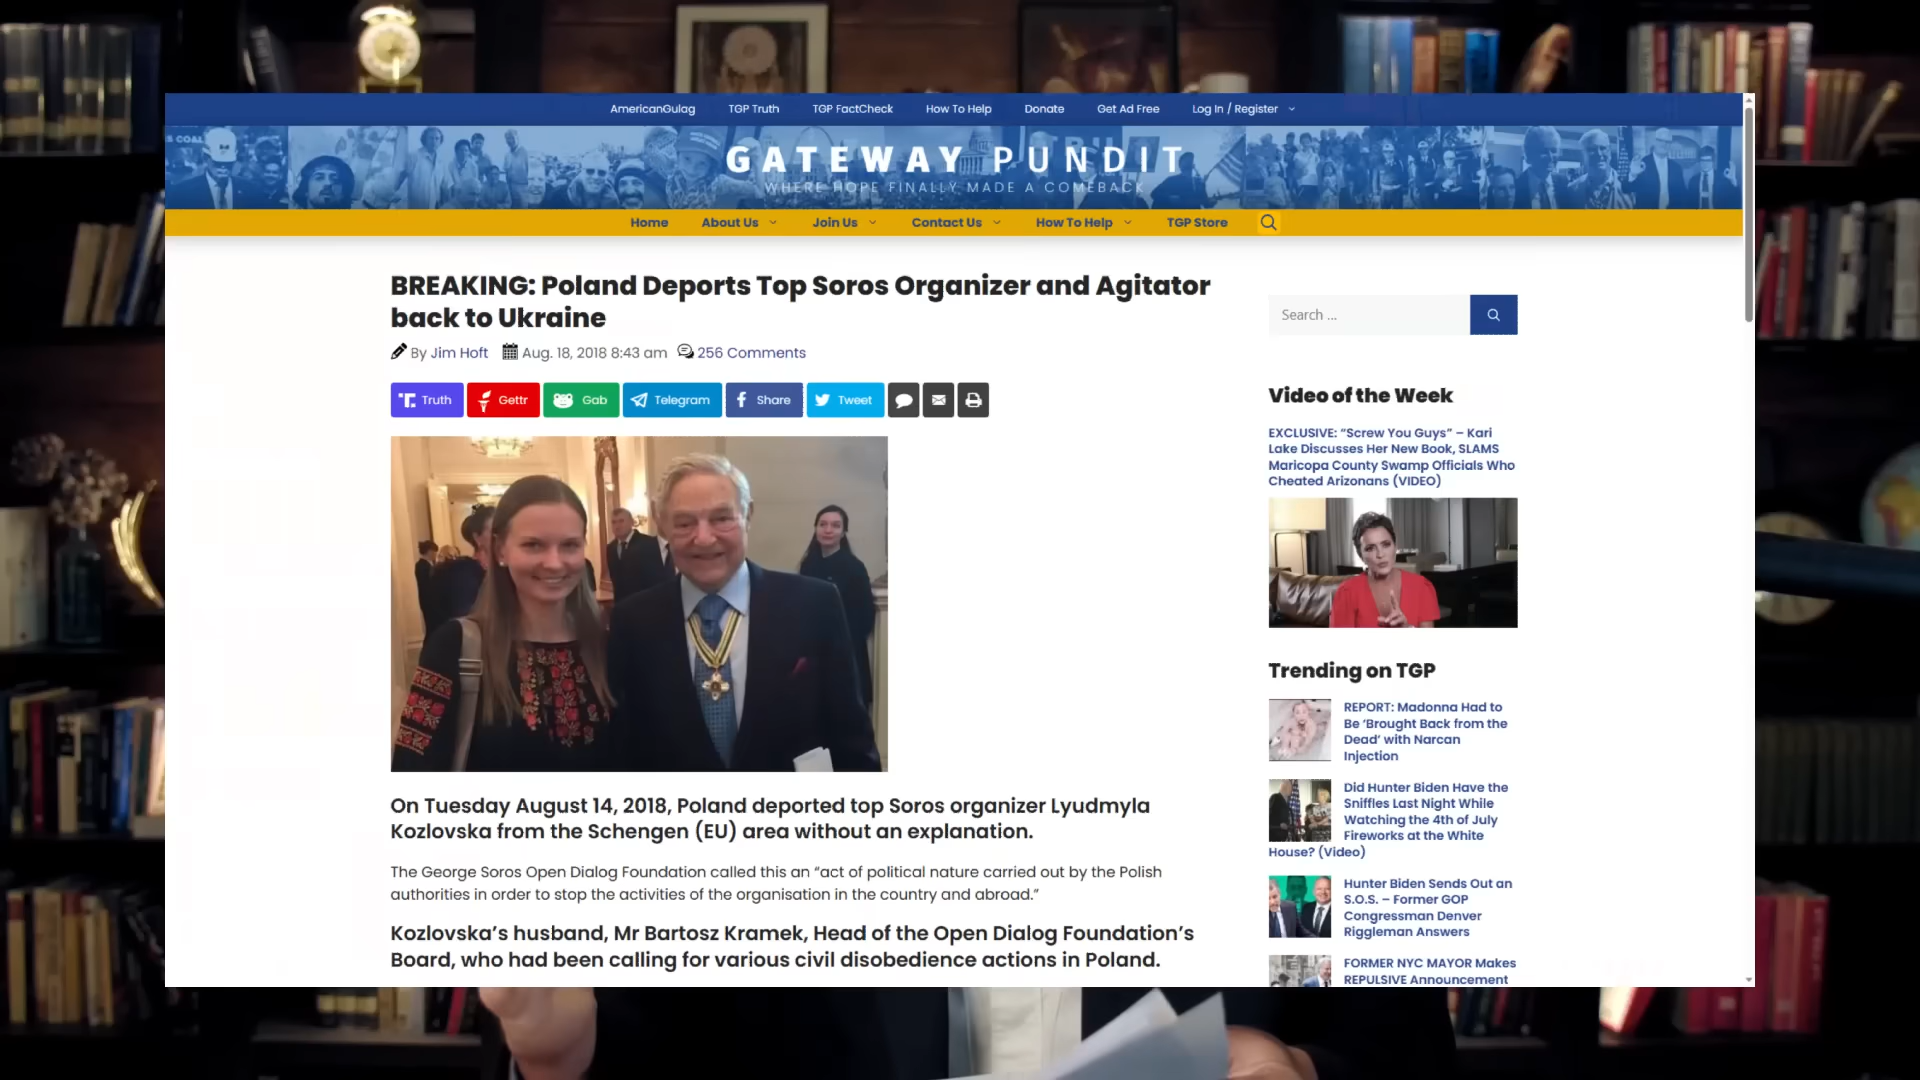 AmericanGulag TGP Truth TGP FactCheck How To Help Donate Get Ad Free Log In / Register
COAL
GATEWAY PUNDIT
WHERE HOPE FINALLY MADE A COMEBACK
Home About Us Join Us Contact Us How To Help TGP Store
BREAKING: Poland Deports Top Soros Organizer and Agitator
back to Ukraine
By Jim Hoft Aug. 18, 2018 8:43 am 256 Comments
Truth Gettr Gab Telegram Share Tweet
On Tuesday August 14, 2018, Poland deported top Soros organizer Lyudmyla
Kozlovska from the Schengen (EU) area without an explanation.
The George Soros Open Dialog Foundation called this an “act of political nature carried out by the Polish
authorities in order to stop the activities of the organisation in the country and abroad.”
Kozlovska’s husband, Mr Bartosz Kramek, Head of the Open Dialog Foundation’s
Board, who had been calling for various civil disobedience actions in Poland.
Search ...
Video of the Week
EXCLUSIVE: “Screw You Guys” – Kari
Lake Discusses Her New Book, SLAMS
Maricopa County Swamp Officials Who
Cheated Arizonans (VIDEO)
Trending on TGP
REPORT: Madonna Had to
Be ‘Brought Back from the
Dead’ with Narcan
Injection
Did Hunter Biden Have the
Sniffles Last Night While
Watching the 4th of July
Fireworks at the White
House? (Video)
Hunter Biden Sends Out an
S.O.S. – Former GOP
Congressman Denver
Riggleman Answers
FORMER NYC MAYOR Makes
REPULSIVE Announcement